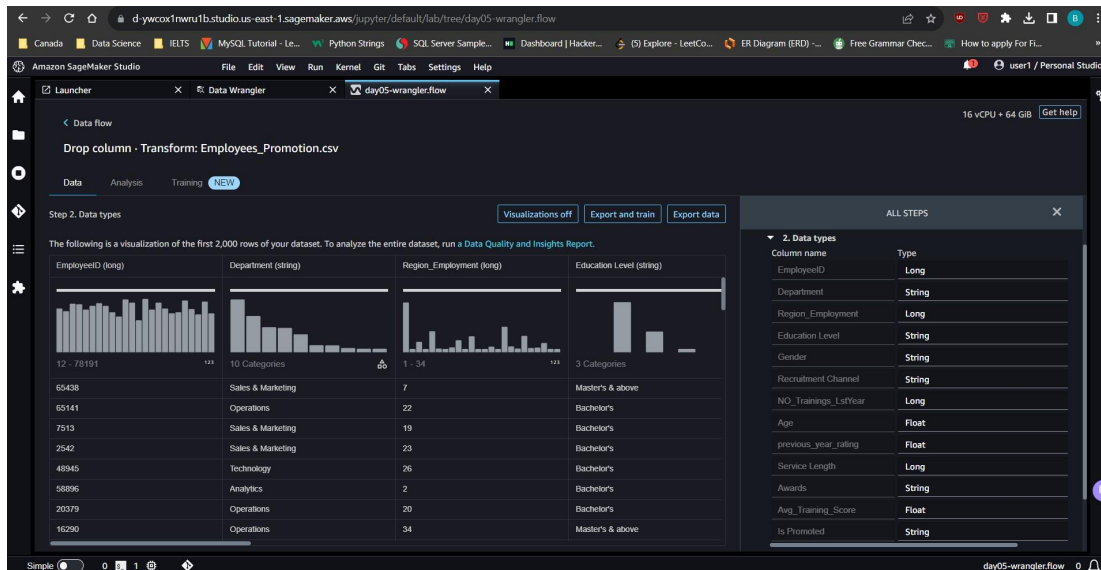 d-ywcox1nwru1b.studio.us-east-1.sagemaker.aws/jupyter/default/lab/tree/day05-wrangler.flow
Canada Data Science IELTS MySQL Tutorial - Le... Python Strings SQL Server Sample... Dashboard | Hacker... (5) Explore - LeetCo... ER Diagram (ERD) -... Free Grammar Chec... How to apply For Fi... »
Amazon SageMaker Studio File Edit View Run Kernel Git Tabs Settings Help user1 / Personal Studio
Launcher × Data Wrangler × day05-wrangler.flow ×
16 vCPU + 64 GiB Get help
< Data flow
Drop column · Transform: Employees_Promotion.csv
Data Analysis Training NEW
Step 2. Data types Visualizations off Export and train Export data
The following is a visualization of the first 2,000 rows of your dataset. To analyze the entire dataset, run a Data Quality and Insights Report.
EmployeeID (long) Department (string) Region_Employment (long) Education Level (string)
12 - 78191 123 10 Categories 1 - 34 123 3 Categories
65438 Sales & Marketing 7 Master's & above
65141 Operations 22 Bachelor's
7513 Sales & Marketing 19 Bachelor's
2542 Sales & Marketing 23 Bachelor's
48945 Technology 26 Bachelor's
58896 Analytics 2 Bachelor's
20379 Operations 20 Bachelor's
16290 Operations 34 Master's & above
ALL STEPS ×
2. Data types
Column name Type
EmployeeID Long
Department String
Region_Employment Long
Education Level String
Gender String
Recruitment Channel String
NO_Trainings_LstYear Long
Age Float
previous_year_rating Float
Service Length Long
Awards String
Avg_Training_Score Float
Is Promoted String
Simple 0 1 day05-wrangler.flow 0